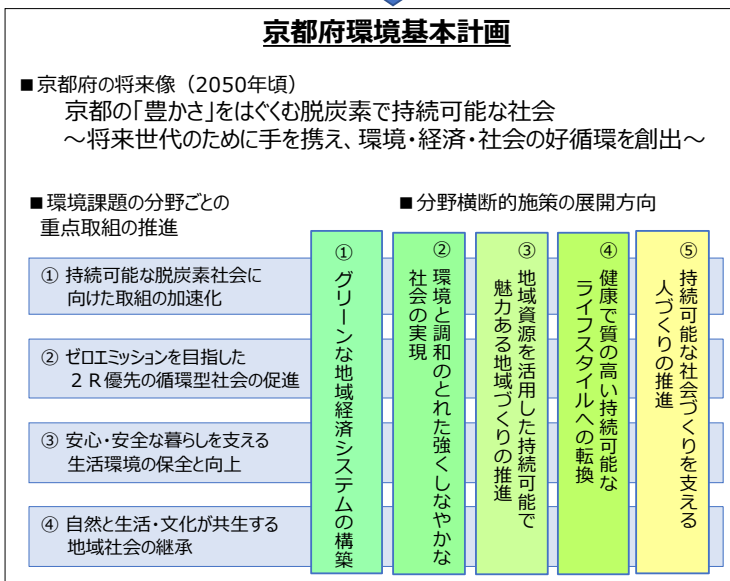 京都府環境基本計画
■京都府の将来像（2050年頃）
京都の「豊かさ」をはぐくむ脱炭素で持続可能な社会
～将来世代のために手を携え、環境・経済・社会の好循環を創出～
■環境課題の分野ごとの
重点取組の推進
① 持続可能な脱炭素社会に
向けた取組の加速化
② ゼロエミッションを目指した
２Ｒ優先の循環型社会の促進
③ 安心・安全な暮らしを支える
生活環境の保全と向上
④ 自然と生活・文化が共生する
地域社会の継承
■分野横断的施策の展開方向
① グリーンな地域経済システムの構築
② 環境と調和のとれた強くしなやかな
社会の実現
③ 地域資源を活用した持続可能で
魅力ある地域づくりの推進
④ 健康で質の高い持続可能な
ライフスタイルへの転換
⑤ 持続可能な社会づくりを支える
人づくりの推進